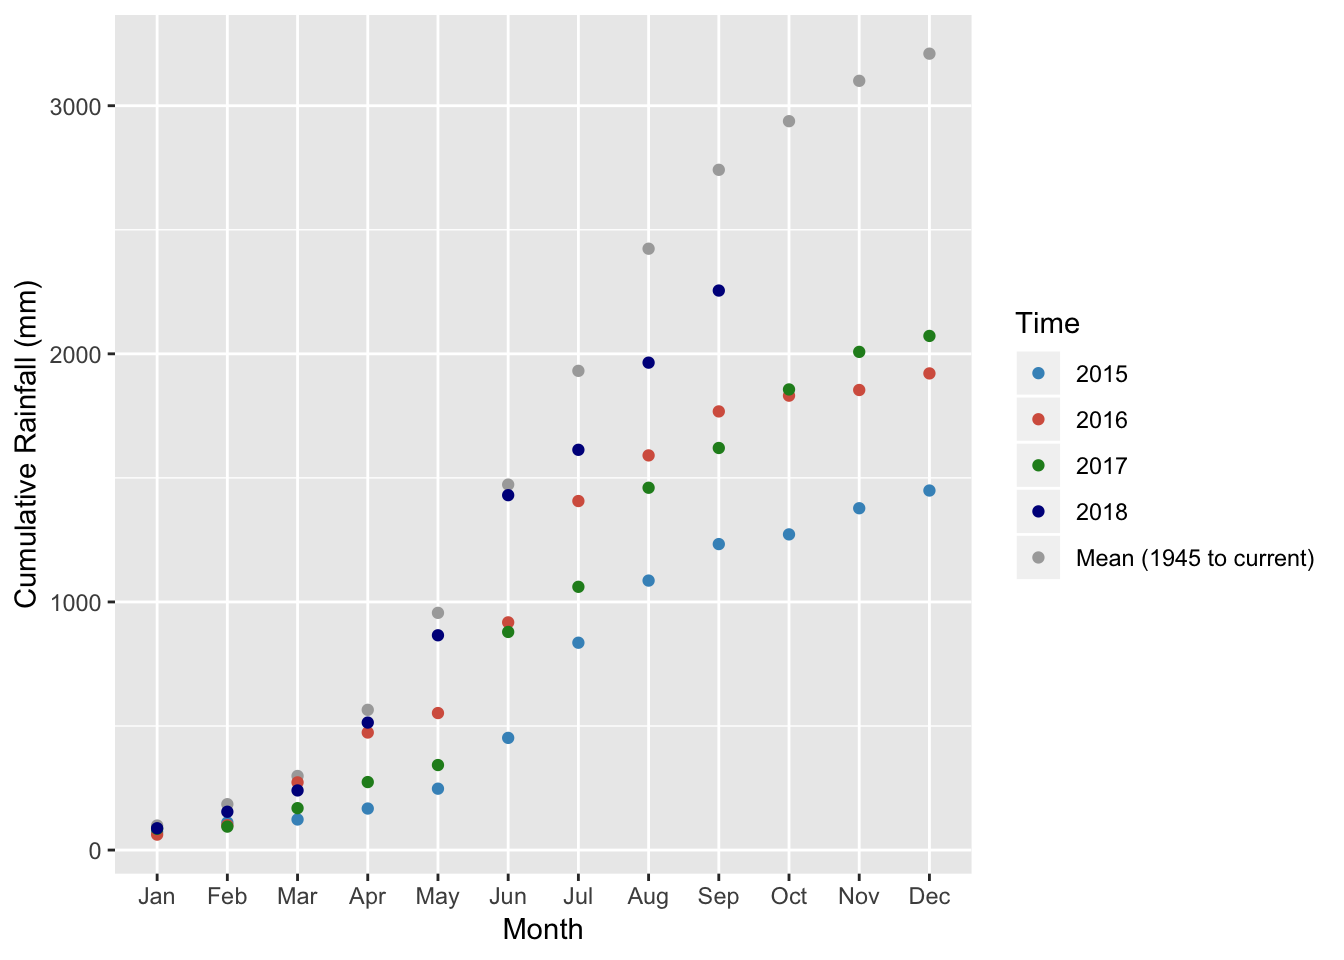 Cumulative Rainfall (mm)
3000
2000
1000
0
Jan Feb Mar Apr May Jun Jul Aug Sep Oct Nov Dec
Month
Time
2015
2016
2017
2018
Mean (1945 to current)